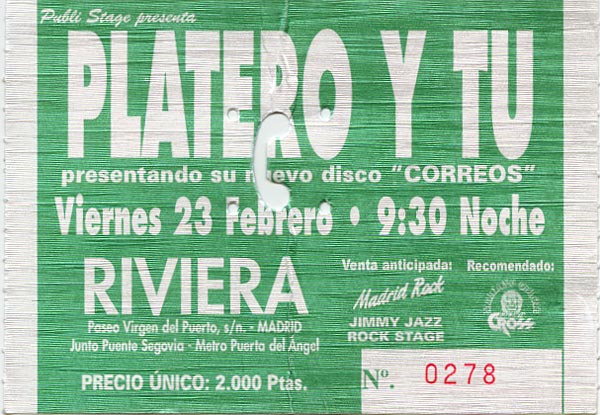 Publi Stage presenta
PLATERO Y TU
presentando su nuevo disco "CORREOS"
Viernes 23 Febrero • 9:30 Noche
RIVIERA
Paseo Virgen del Puerto, s/n. - MADRID
Junto Puente Segovia - Metro Puerta del Ángel
PRECIO ÚNICO: 2.000 Ptas.
Venta anticipada:
Madrid Rock
JIMMY JAZZ
ROCK STAGE
Recomendado:
CROSS
Nº. 0278